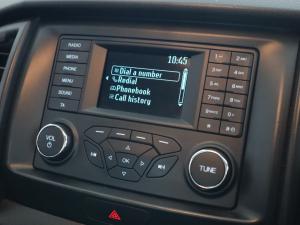 RADIO
MEDIA
PHONE
MENU
SOUND
TA
10:45
Dial a number
Redial
Phonebook
Call history
VOL
OK
TUNE